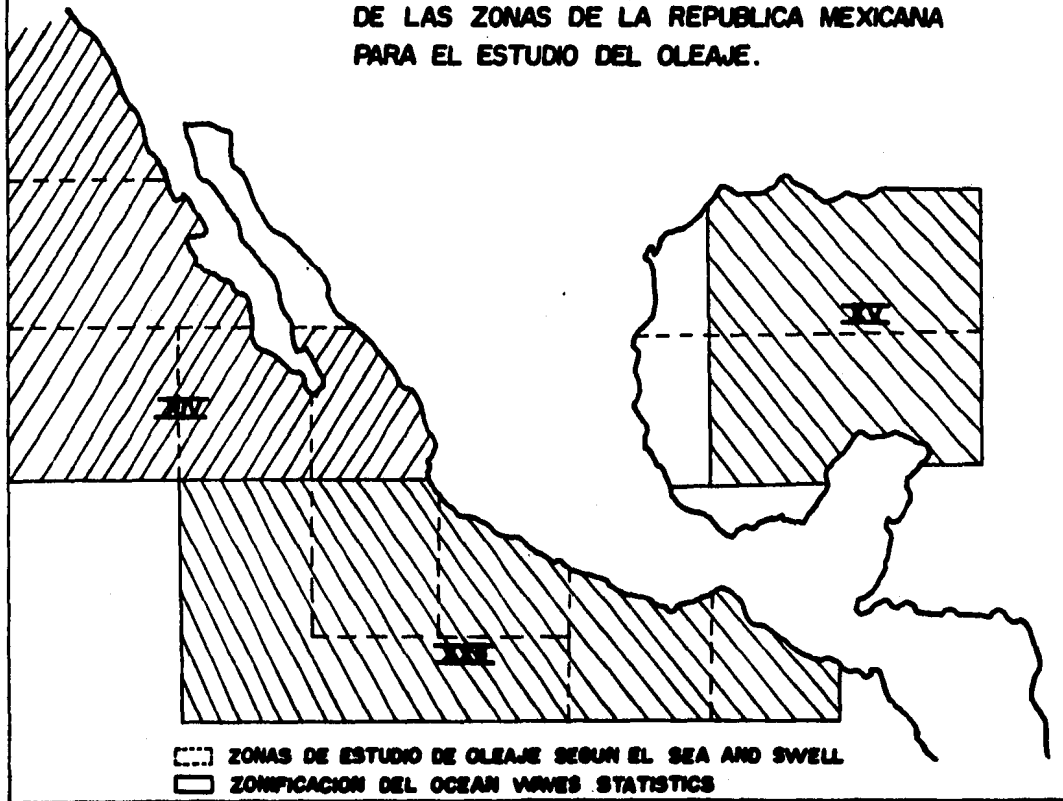 DE LAS ZONAS DE LA REPUBLICA MEXICANA
PARA EL ESTUDIO DEL OLEAJE.
XV
XIV
ZONAS DE ESTUDIO DE OLEAJE SEGUN EL SEA AND SWELL
ZONIFICACION DEL OCEAN WAVES STATISTICS